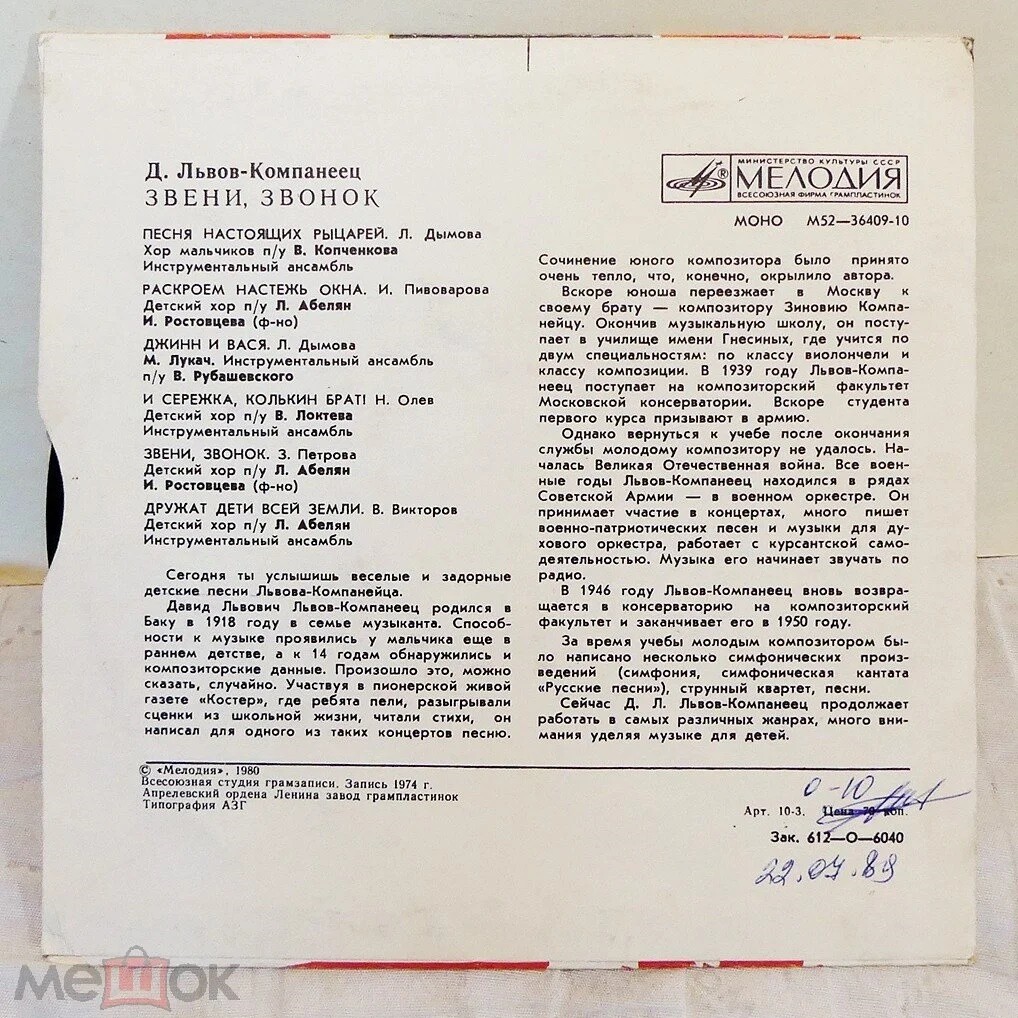 Д. Львов-Компанеец
ЗВЕНИ, ЗВОНОК
ПЕСНЯ НАСТОЯЩИХ РЫЦАРЕЙ. Л. Дымова
Хор мальчиков п/у В. Копченкова
Инструментальный ансамбль
РАСКРОЕМ НАСТЕЖЬ ОКНА. И. Пивоварова
Детский хор п/у Л. Абелян
И. Ростовцева (ф-но)
ДЖИНН И ВАСЯ. Л. Дымова
М. Лукач. Инструментальный ансамбль
п/у В. Рубашевского
И СЕРЕЖКА, КОЛЬКИН БРАТ! Н. Олев
Детский хор п/у В. Локтева
Инструментальный ансамбль
ЗВЕНИ, ЗВОНОК. З. Петрова
Детский хор п/у Л. Абелян
И. Ростовцева (ф-но)
ДРУЖАТ ДЕТИ ВСЕЙ ЗЕМЛИ. В. Викторов
Детский хор п/у Л. Абелян
Инструментальный ансамбль
Сегодня ты услышишь веселые и задорные
детские песни Львова-Компанейца.
Давид Львович Львов-Компанеец родился в
Баку в 1918 году в семье музыканта. Способ-
ности к музыке проявились у мальчика еще в
раннем детстве, а к 14 годам обнаружились и
композиторские данные. Произошло это, можно
сказать, случайно. Участвуя в пионерской живой
газете «Костер», где ребята пели, разыгрывали
сценки из школьной жизни, читали стихи, он
написал для одного из таких концертов песню.
МИНИСТЕРСТВО КУЛЬТУРЫ СССР
® МЕЛОДИЯ
ВСЕСОЮЗНАЯ ФИРМА ГРАМПЛАСТИНОК
МОНО М52—36409-10
Сочинение юного композитора было принято
очень тепло, что, конечно, окрылило автора.
Вскоре юноша переезжает в Москву к
своему брату — композитору Зиновию Компа-
нейцу. Окончив музыкальную школу, он посту-
пает в училище имени Гнесиных, где учится по
двум специальностям: по классу виолончели и
классу композиции. В 1939 году Львов-Компа-
неец поступает на композиторский факультет
Московской консерватории. Вскоре студента
первого курса призывают в армию.
Однако вернуться к учебе после окончания
службы молодому композитору не удалось. На-
чалась Великая Отечественная война. Все воен-
ные годы Львов-Компанеец находился в рядах
Советской Армии — в военном оркестре. Он
принимает участие в концертах, много пишет
военно-патриотических песен и музыки для ду-
хового оркестра, работает с курсантской само-
деятельностью. Музыка его начинает звучать по
радио.
В 1946 году Львов-Компанеец вновь возвра-
щается в консерваторию на композиторский
факультет и заканчивает его в 1950 году.
За время учебы молодым композитором бы-
ло написано несколько симфонических произ-
ведений (симфония, симфоническая кантата
«Русские песни»), струнный квартет, песни.
Сейчас Д. Л. Львов-Компанеец продолжает
работать в самых различных жанрах, много вни-
мания уделяя музыке для детей.
© «Мелодия», 1980
Всесоюзная студия грамзаписи. Запись 1974 г.
Апрелевский ордена Ленина завод грампластинок
Типография АЗГ
0-10
Арт. 10-3. Цена 70 коп.
Зак. 612—О—6040
22.07.89
мешок